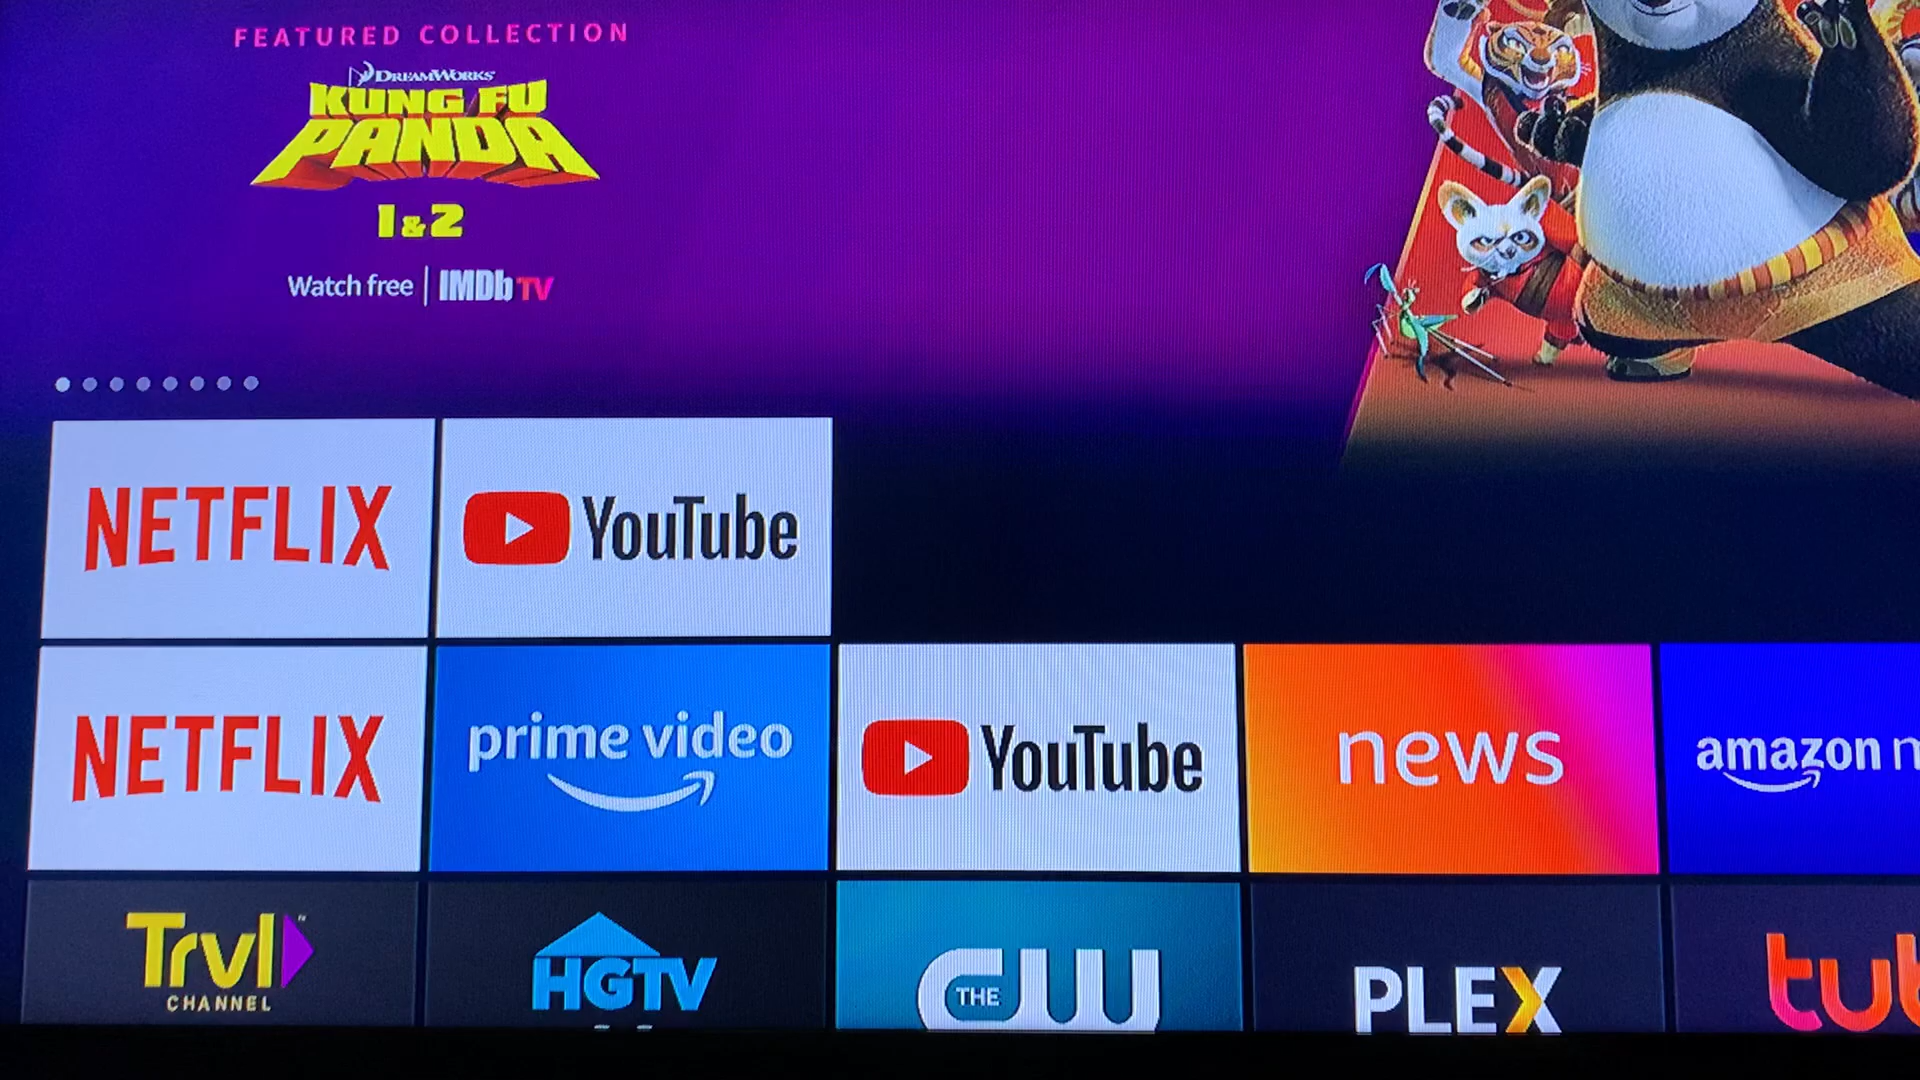 FEATURED COLLECTION
DREAMWORKS
KUNG FU
PANDA
1 & 2
Watch free | IMDb TV
NETFLIX
YouTube
NETFLIX
prime video
YouTube
news
amazon
Trvl
CHANNEL
HGTV
THE CW
PLEX
tub